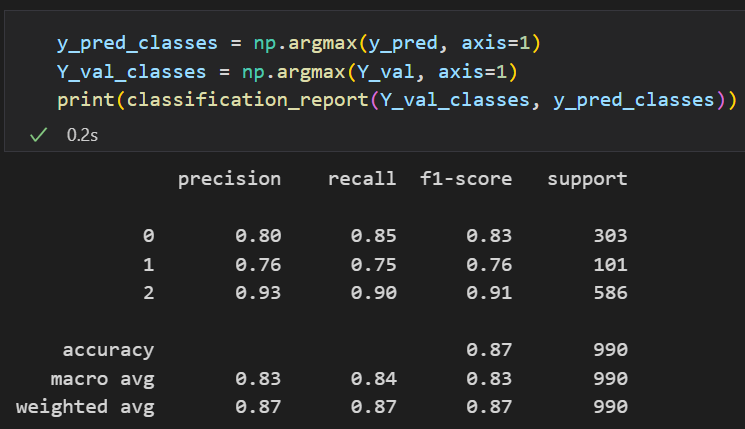 y_pred_classes = np.argmax(y_pred, axis=1)
Y_val_classes = np.argmax(Y_val, axis=1)
print(classification_report(Y_val_classes, y_pred_classes))
0.2s
precision recall f1-score support
0 0.80 0.85 0.83 303
1 0.76 0.75 0.76 101
2 0.93 0.90 0.91 586
accuracy 0.87 990
macro avg 0.83 0.84 0.83 990
weighted avg 0.87 0.87 0.87 990